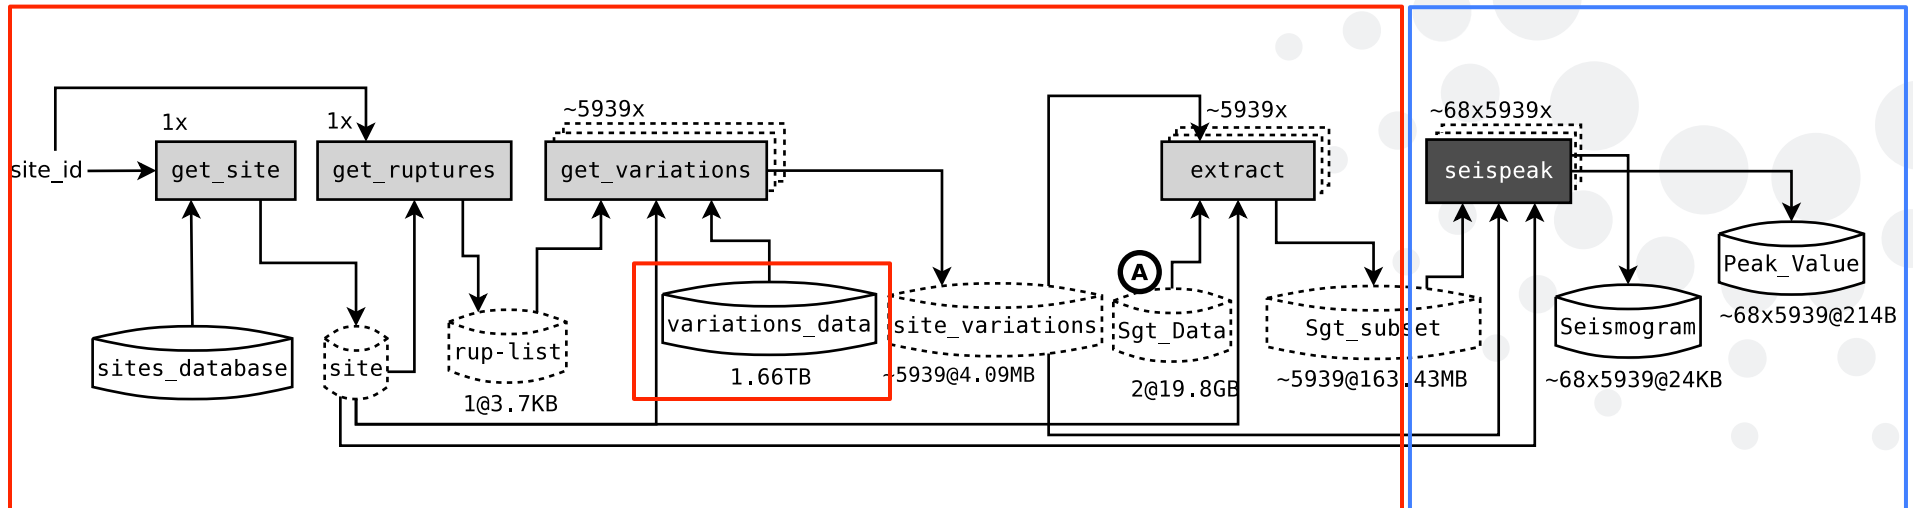 ~5939x
~5939x
~68x5939x
1x
1x
site_id
get_site
get_ruptures
get_variations
extract
seispeak
A
Peak_Value
variations_data
site_variations
Sgt_Data
Sgt_subset
Seismogram
~68x5939@214B
sites_database
site
rup-list
1.66TB
~5939@4.09MB
2@19.8GB
~5939@163.43MB
~68x5939@24KB
1@3.7KB